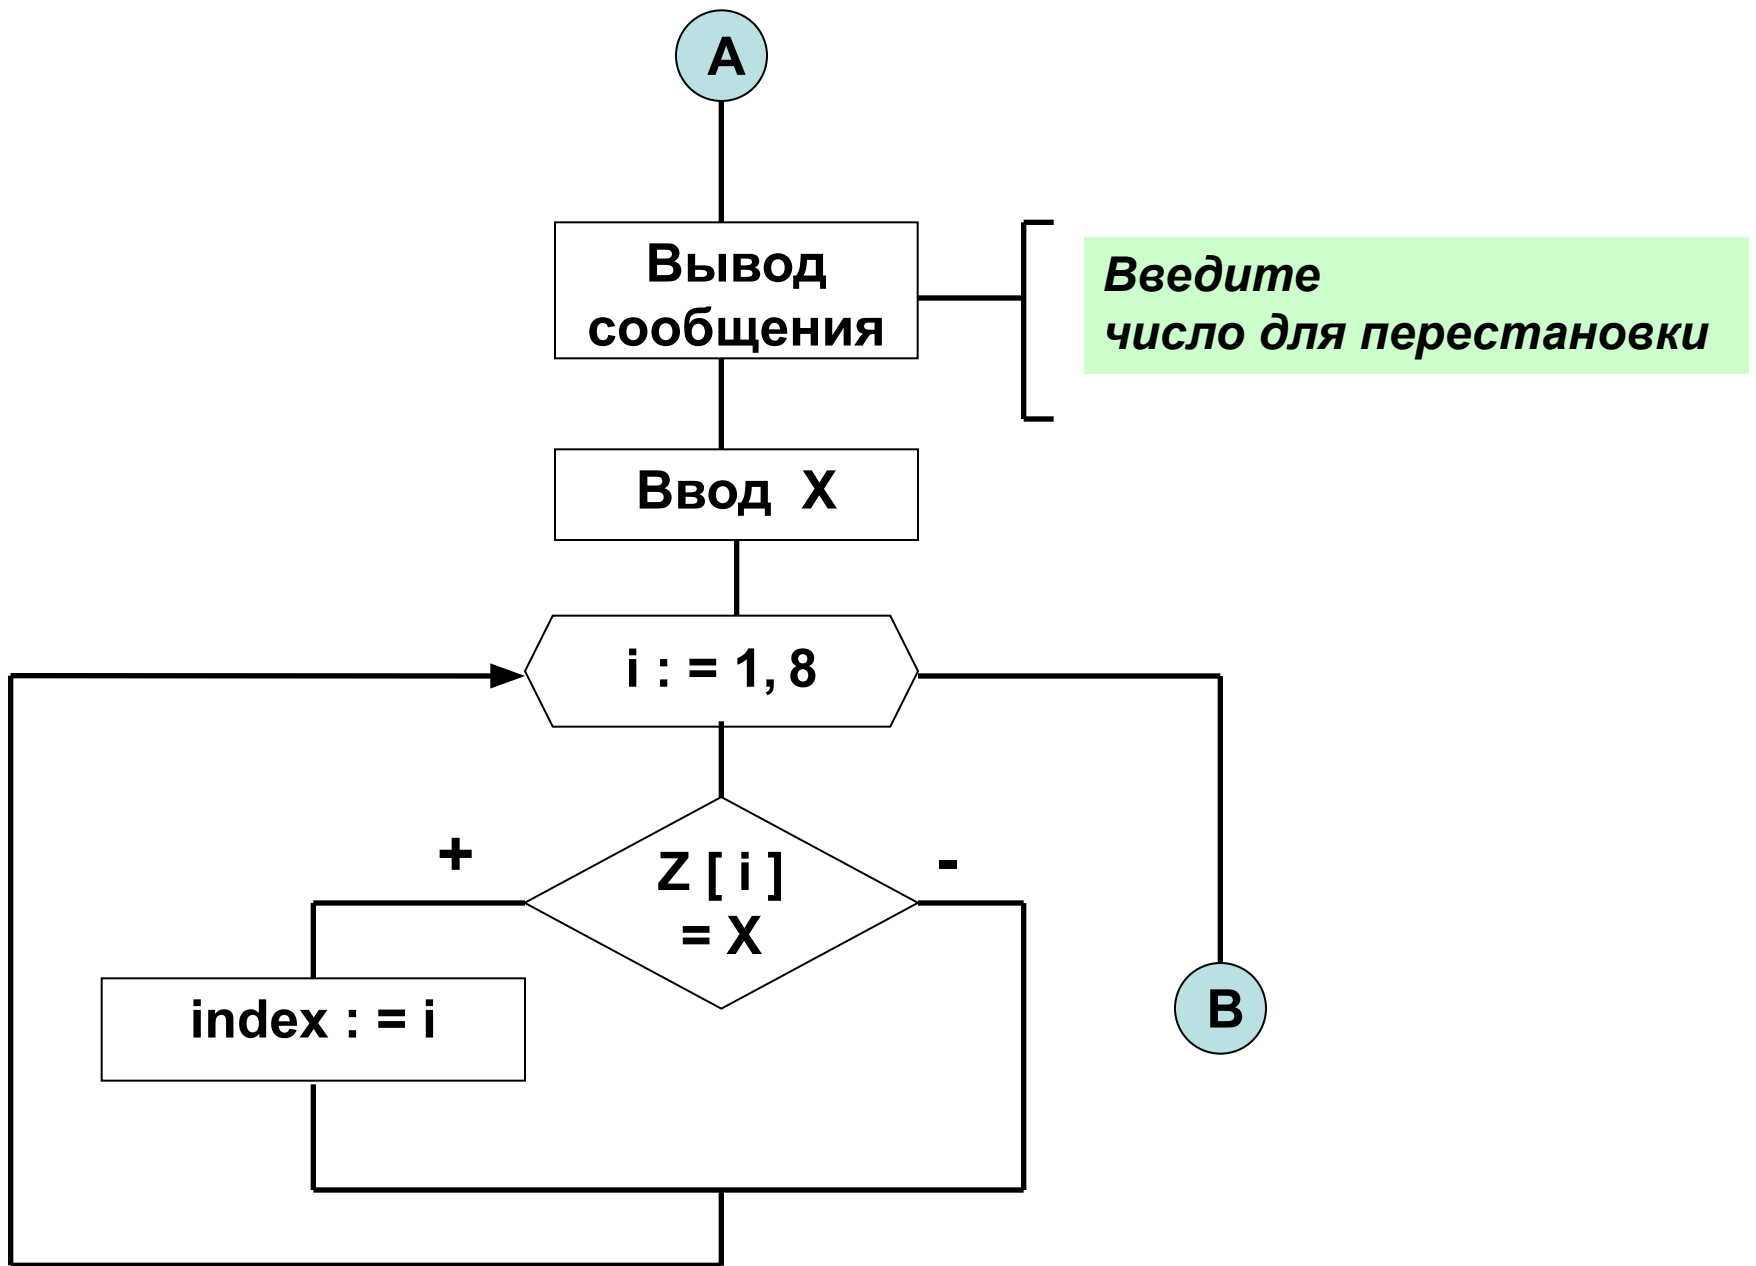 A
Вывод
сообщения
Введите
число для перестановки
Ввод X
i : = 1, 8
+
Z [ i ]
= X
-
index : = i
B